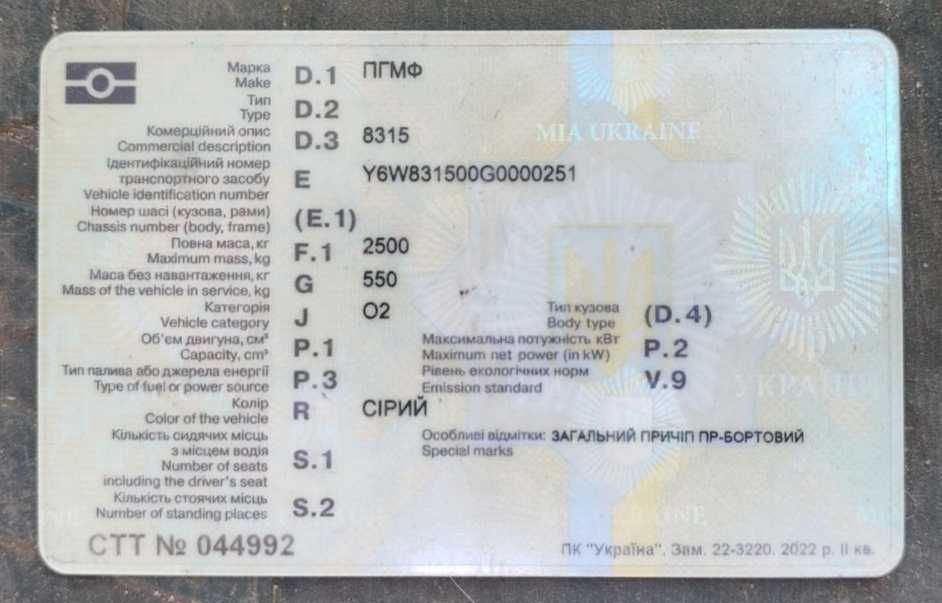 Марка D.1 ПГМФ
Make
Тип D.2
Type
Комерційний опис D.3 8315
Commercial description
MIA UKRAINE
Ідентифікаційний номер
транспортного засобу E Y6W831500G0000251
Vehicle identification number
Номер шасі (кузова, рами) (E.1)
Chassis number (body, frame)
Повна маса, кг F.1 2500
Maximum mass, kg
Маса без навантаження, кг G 550
Mass of the vehicle in service, kg
Категорія J O2 Тип кузова (D.4)
Vehicle category Body type
Об'єм двигуна, см³ P.1 Максимальна потужність кВт P.2
Capacity, cm³ Maximum net power (in kW)
Тип палива або джерела енергії P.3 Рівень екологічних норм V.9
Type of fuel or power source Emission standard
Колір R СІРИЙ
Color of the vehicle
Кількість сидячих місць Особливі відмітки: ЗАГАЛЬНИЙ ПРИЧІП ПР-БОРТОВИЙ
з місцем водія S.1 Special marks
Number of seats
including the driver's seat
Кількість стоячих місць S.2
Number of standing places
СТТ № 044992
ПК "Україна". Зам. 22-3220. 2022 р. II кв.